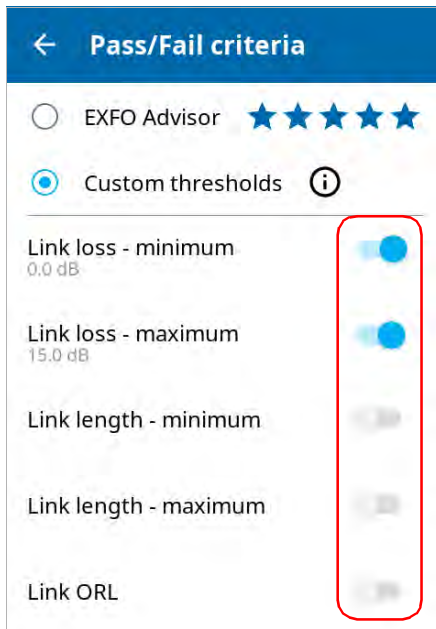 Pass/Fail criteria
EXFO Advisor
Custom thresholds
Link loss - minimum
0.0 dB
Link loss - maximum
15.0 dB
Link length - minimum
Link length - maximum
Link ORL